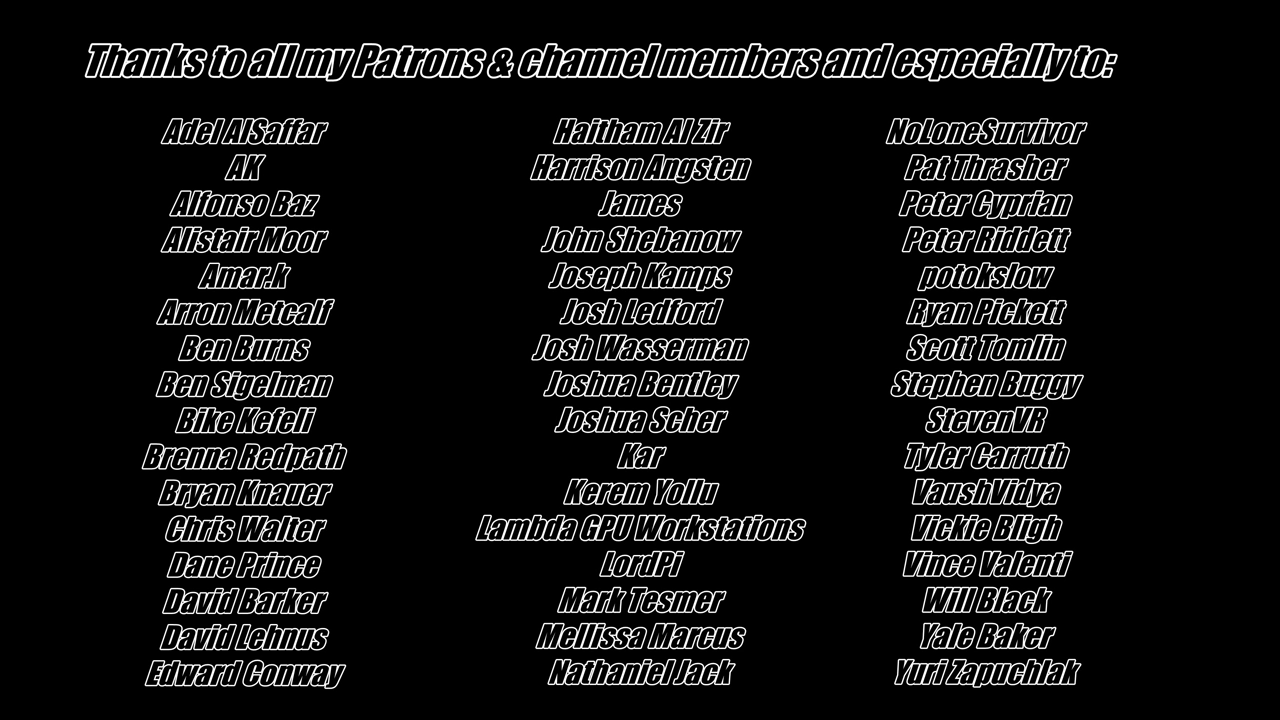 Thanks to all my Patrons & channel members and especially to:
Adel AlSaffar
AK
Alfonso Baz
Alistair Moor
Amar.k
Arron Metcalf
Ben Burns
Ben Sigelman
Bike Kefeli
Brenna Redpath
Bryan Knauer
Chris Walter
Dane Prince
David Barker
David Lehnus
Edward Conway
Haitham Al Zir
Harrison Angsten
James
John Shebanow
Joseph Kamps
Josh Ledford
Josh Wasserman
Joshua Bentley
Joshua Scher
Kar
Kerem Yollu
Lambda GPU Workstations
LordPi
Mark Tesmer
Mellissa Marcus
Nathaniel Jack
NoLoneSurvivor
Pat Thrasher
Peter Cyprian
Peter Riddett
potokslow
Ryan Pickett
Scott Tomlin
Stephen Buggy
StevenVR
Tyler Carruth
VaushVidya
Vickie Bligh
Vince Valenti
Will Black
Yale Baker
Yuri Zapuchlak